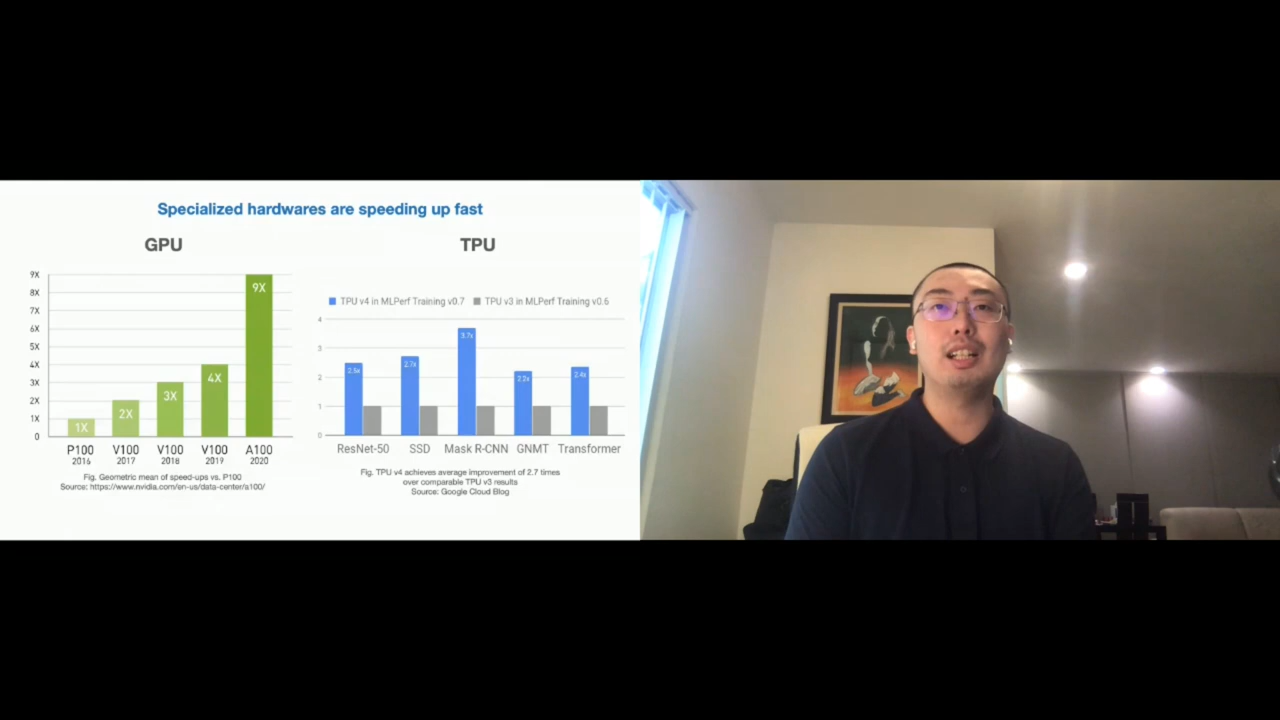 Specialized hardwares are speeding up fast
GPU
TPU
9X
8X
7X
6X
5X
4X
3X
2X
1X
0
1X
2X
3X
4X
9X
P100
2016
V100
2017
V100
2018
V100
2019
A100
2020
Fig. Geometric mean of speed-ups vs. P100
Source: https://www.nvidia.com/en-us/data-center/a100/
TPU v4 in MLPerf Training v0.7
TPU v3 in MLPerf Training v0.6
4
3
2
1
0
2.5x
2.7x
3.7x
2.2x
2.4x
ResNet-50
SSD
Mask R-CNN
GNMT
Transformer
Fig. TPU v4 achieves average improvement of 2.7 times
over comparable TPU v3 results
Source: Google Cloud Blog